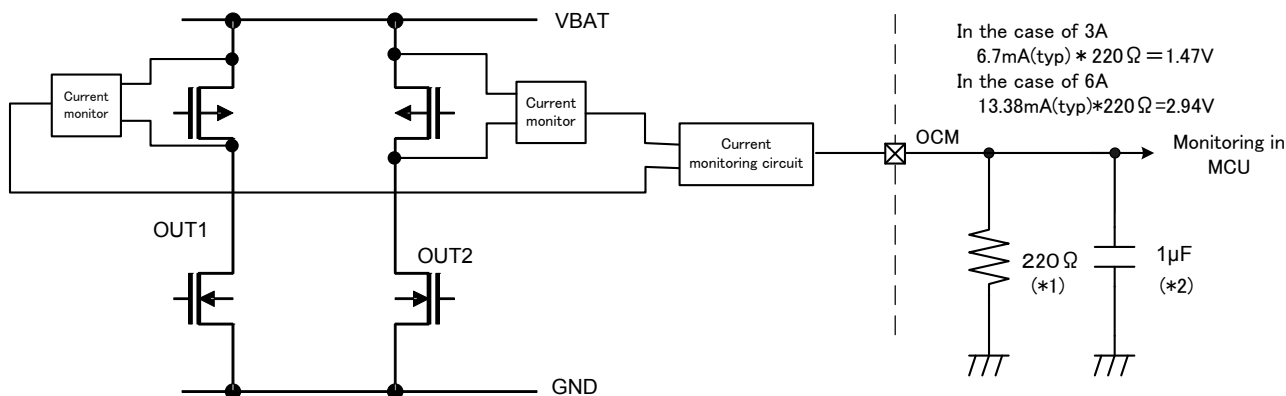 VBAT
In the case of 3A
6.7mA(typ) * 220Ω=1.47V
In the case of 6A
13.38mA(typ)*220Ω=2.94V
Current
monitor
Current
monitor
Current
monitoring circuit
OCM
Monitoring in
MCU
OUT1
OUT2
220Ω
(*1)
1µF
(*2)
GND